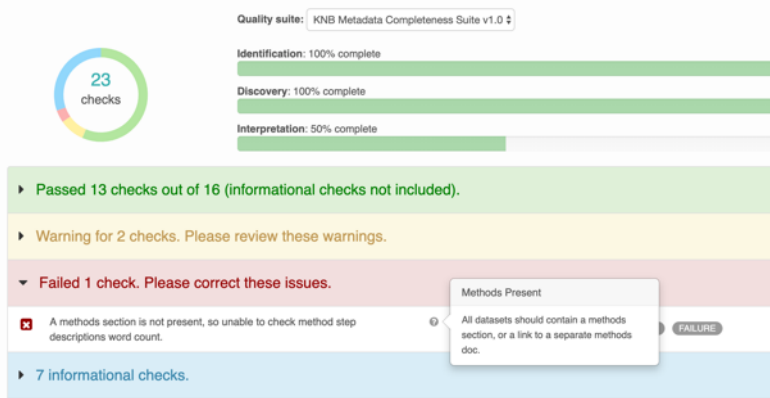 Quality suite: KNB Metadata Completeness Suite v1.0
Identification: 100% complete
23
checks
Discovery: 100% complete
Interpretation: 50% complete
Passed 13 checks out of 16 (informational checks not included).
Warning for 2 checks. Please review these warnings.
Failed 1 check. Please correct these issues.
Methods Present
A methods section is not present, so unable to check method step
descriptions word count.
All datasets should contain a methods
section, or a link to a separate methods
doc.
FAILURE
7 informational checks.